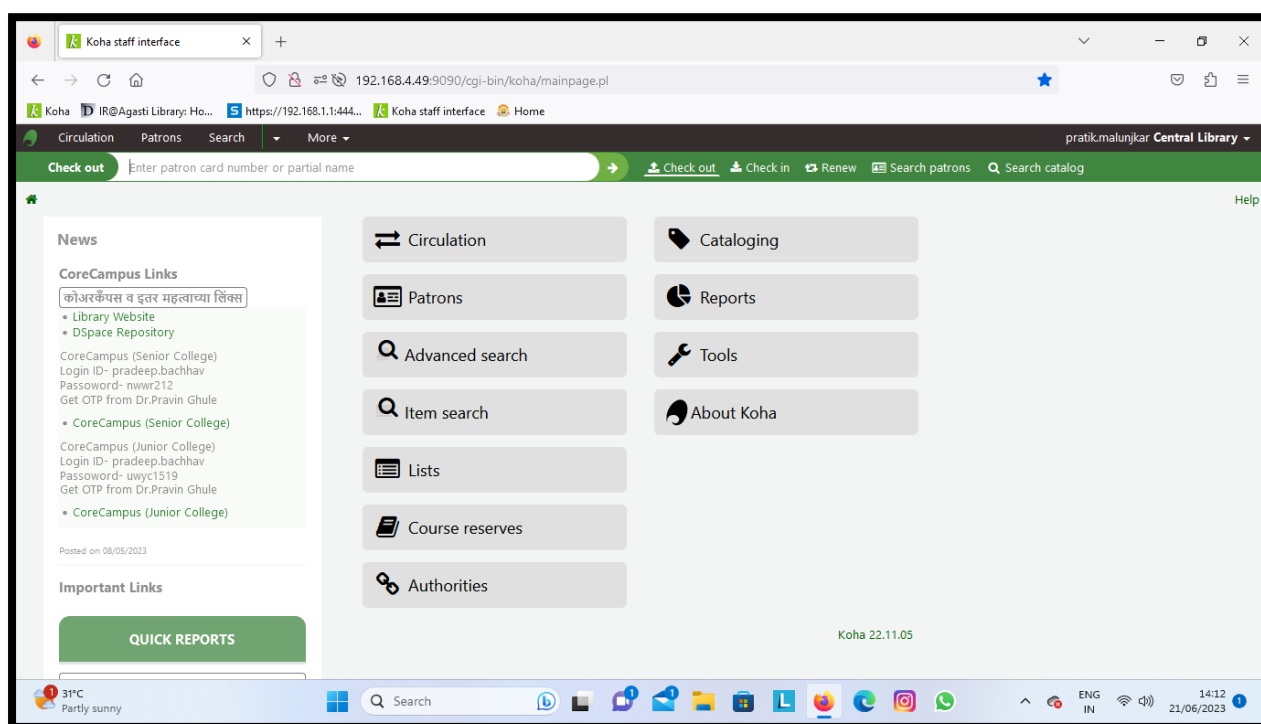 Koha staff interface
192.168.4.49:9090/cgi-bin/koha/mainpage.pl
Koha IR@Agasti Library: Ho... https://192.168.1.1:444... Koha staff interface Home
Circulation Patrons Search More pratik.malunjkar Central Library
Check out Enter patron card number or partial name Check out Check in Renew Search patrons Search catalog
Help
News
CoreCampus Links
कोअरकॅंपस व इतर महत्वाच्या लिंक्स
Library Website
DSpace Repository
CoreCampus (Senior College)
Login ID- pradeep.bachhav
Passoword- nwwr212
Get OTP from Dr.Pravin Ghule
CoreCampus (Senior College)
CoreCampus (Junior College)
Login ID- pradeep.bachhav
Passoword- uwyc1519
Get OTP from Dr.Pravin Ghule
CoreCampus (Junior College)
Posted on 08/05/2023
Important Links
QUICK REPORTS
Circulation
Patrons
Advanced search
Item search
Lists
Course reserves
Authorities
Cataloging
Reports
Tools
About Koha
Koha 22.11.05
1 31°C
Partly sunny
Search
1
1
L
ENG
IN
14:12
21/06/2023
1